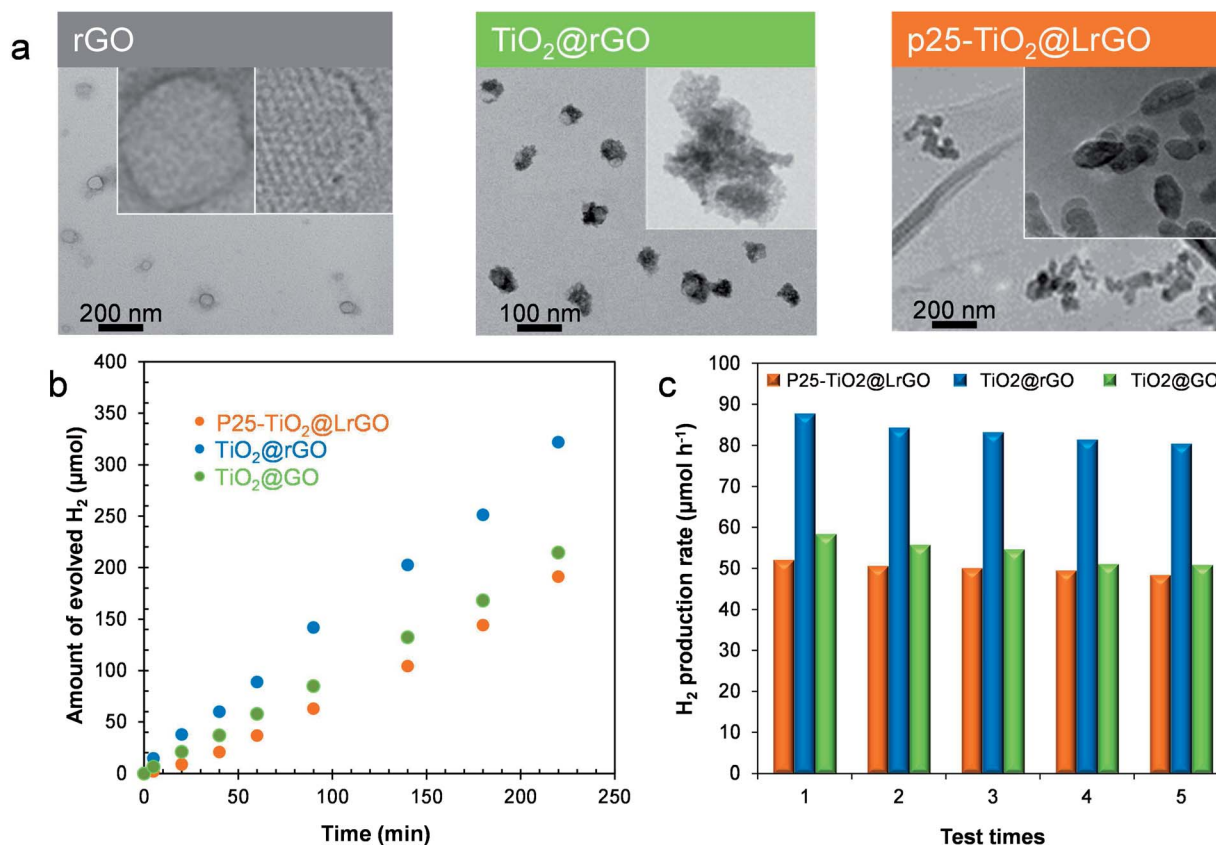 a
rGO
TiO₂@rGO
p25-TiO₂@LrGO
200 nm
100 nm
200 nm
b
400
350
300
250
200
150
100
50
0
Amount of evolved H₂ (μmol)
P25-TiO₂@LrGO
TiO₂@rGO
TiO₂@GO
0
50
100
150
200
250
Time (min)
c
100
90
80
70
60
50
40
30
20
10
0
H₂ production rate (μmol h⁻¹)
P25-TiO2@LrGO
TiO2@rGO
TiO2@GO
1
2
3
4
5
Test times